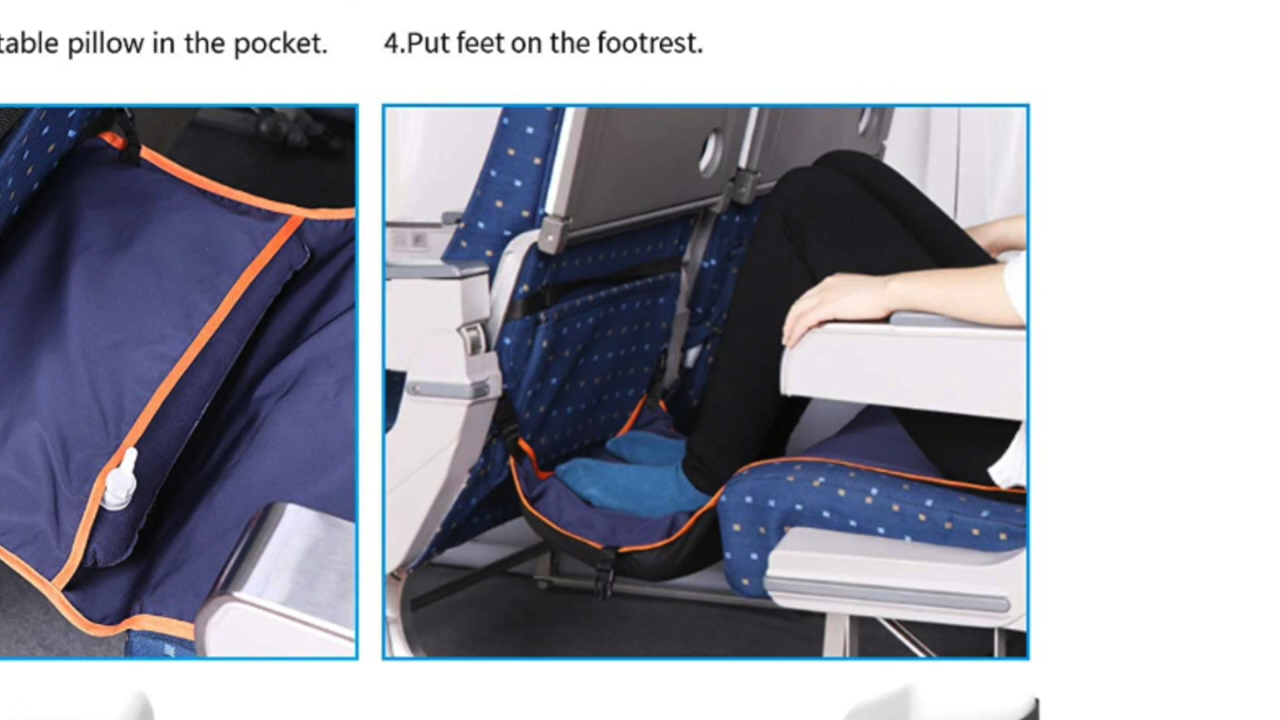 table pillow in the pocket.
4.Put feet on the footrest.